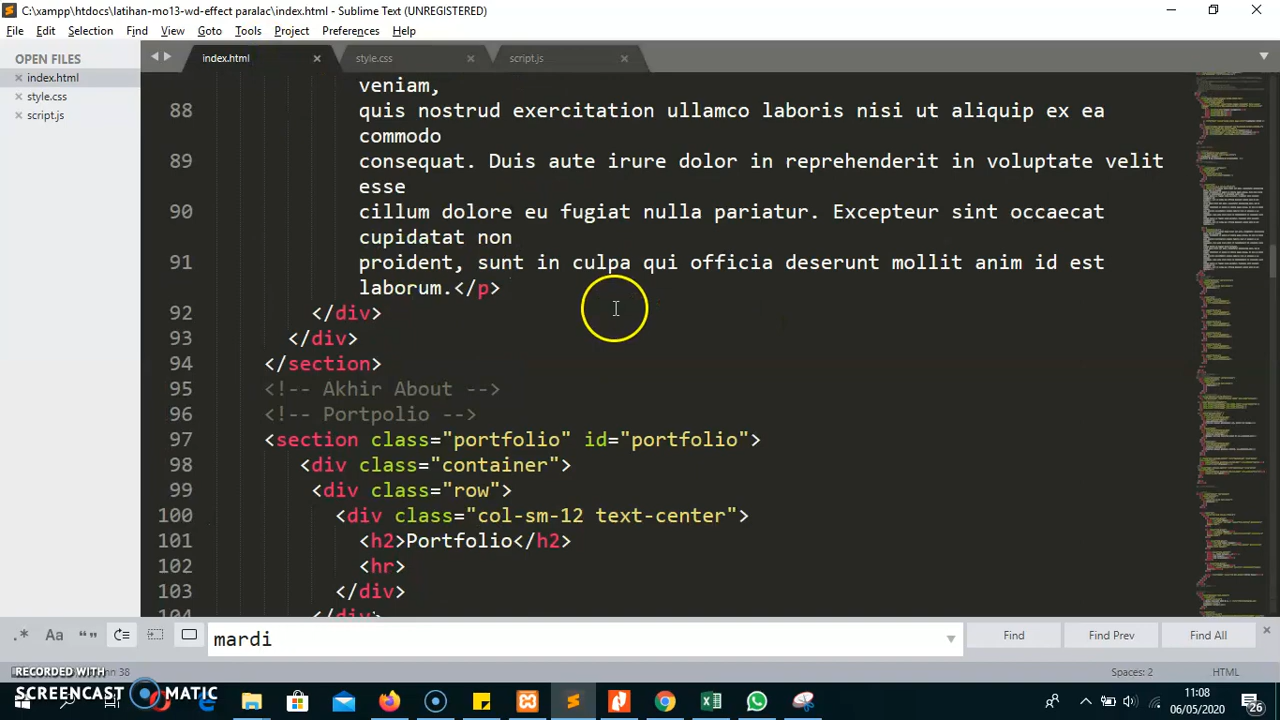 C:\xampp\htdocs\latihan-mo13-wd-effect paralac\index.html - Sublime Text (UNREGISTERED)
File Edit Selection Find View Goto Tools Project Preferences Help
OPEN FILES
index.html
style.css
script.js
index.html style.css script.js
veniam,
88 quis nostrud exercitation ullamco laboris nisi ut aliquip ex ea
commodo
89 consequat. Duis aute irure dolor in reprehenderit in voluptate velit
esse
90 cillum dolore eu fugiat nulla pariatur. Excepteur sint occaecat
cupidatat non
91 proident, sun culpa qui officia deserunt mollit anim id est
laborum.</p>
92 </div>
93 </div>
94 </section>
95 <!-- Akhir About -->
96 <!-- Portpolio -->
97 <section class="portfolio" id="portfolio">
98 <div class="container">
99 <div class="row">
100 <div class="col-sm-12 text-center">
101 <h2>Portfolio</h2>
102 <hr>
103 </div>
104 </div>
.* Aa “” mardi Find Find Prev Find All
38 Spaces: 2 HTML
RECORDED WITH
SCREENCAST MATIC
11:08
06/05/2020
26